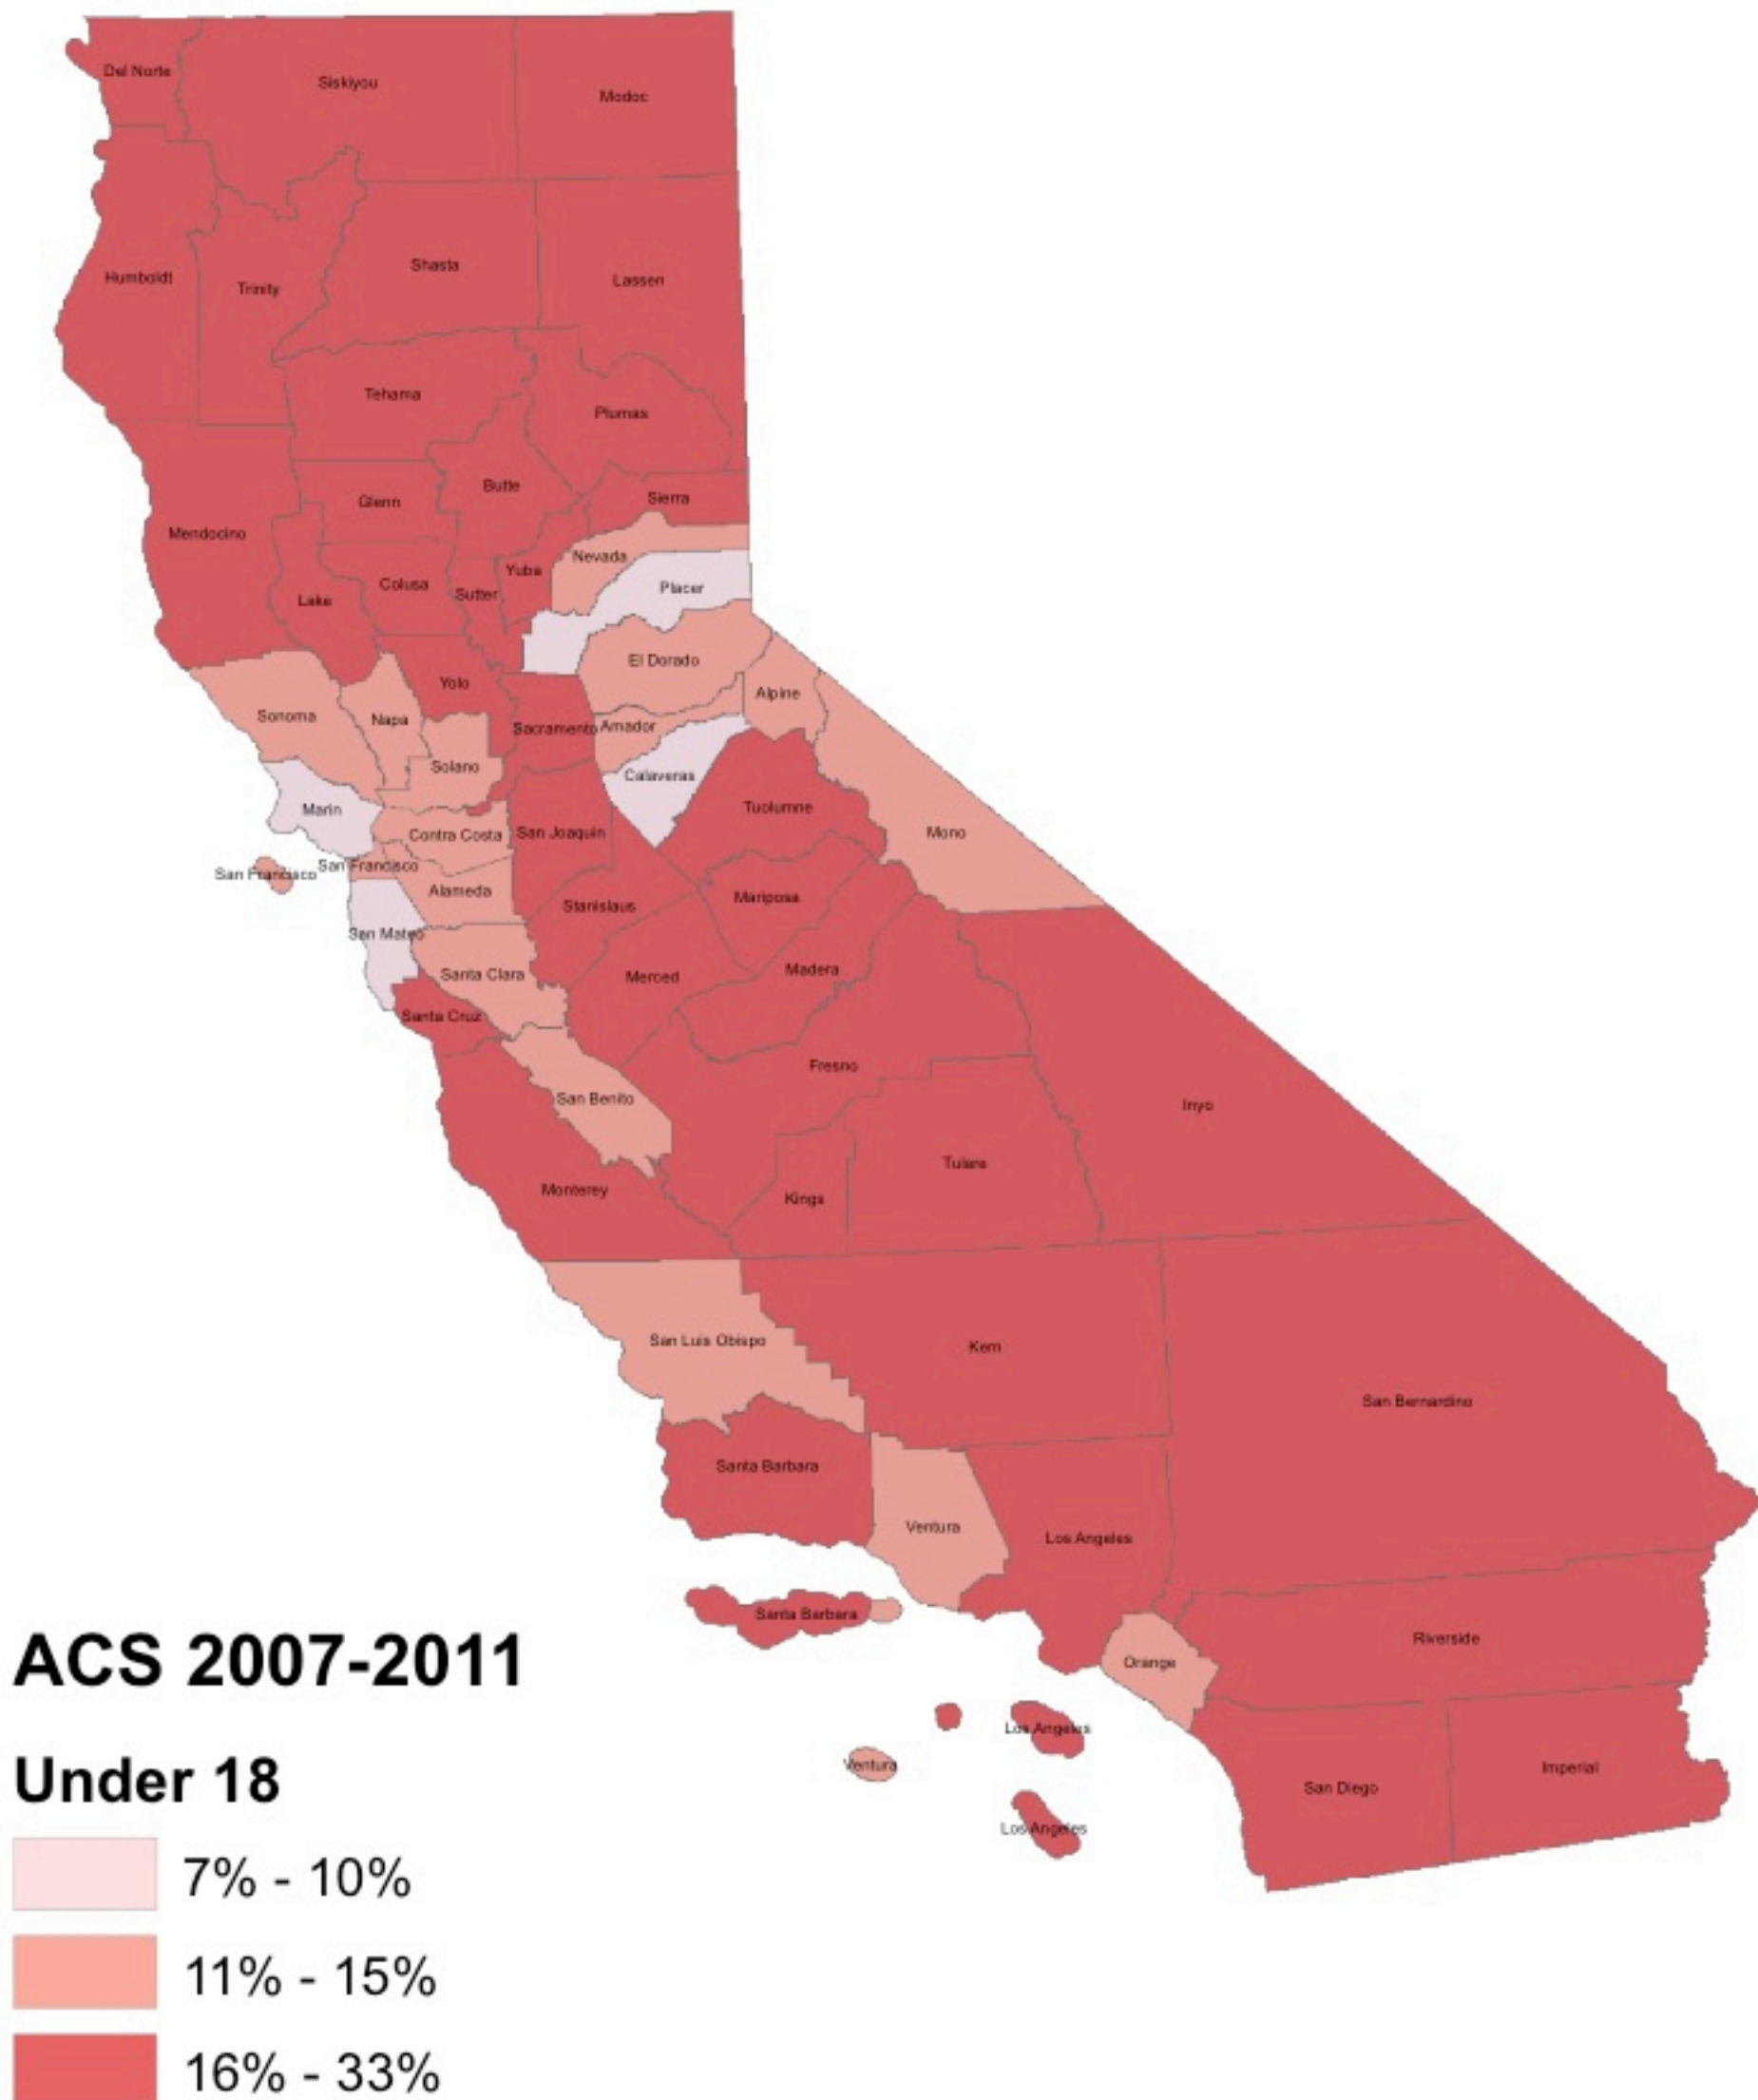 Del Norte
Siskiyou
Modoc
Humboldt
Trinity
Shasta
Lassen
Tehama
Plumas
Glenn
Butte
Sierra
Mendocino
Lake
Colusa
Sutter
Yuba
Nevada
Placer
El Dorado
Yolo
Alpine
Sonoma
Napa
Sacramento
Amador
Solano
Calaveras
Marin
Contra Costa
San Joaquin
Tuolumne
Mono
San Francisco
San Francisco
Alameda
Stanislaus
Mariposa
San Mateo
Santa Clara
Merced
Madera
Santa Cruz
Fresno
San Benito
Inyo
Monterey
Kings
Tulare
San Luis Obispo
Kern
San Bernardino
Santa Barbara
Ventura
Los Angeles
Santa Barbara
Orange
Riverside
Los Angeles
Ventura
San Diego
Imperial
Los Angeles
ACS 2007-2011
Under 18
7% - 10%
11% - 15%
16% - 33%